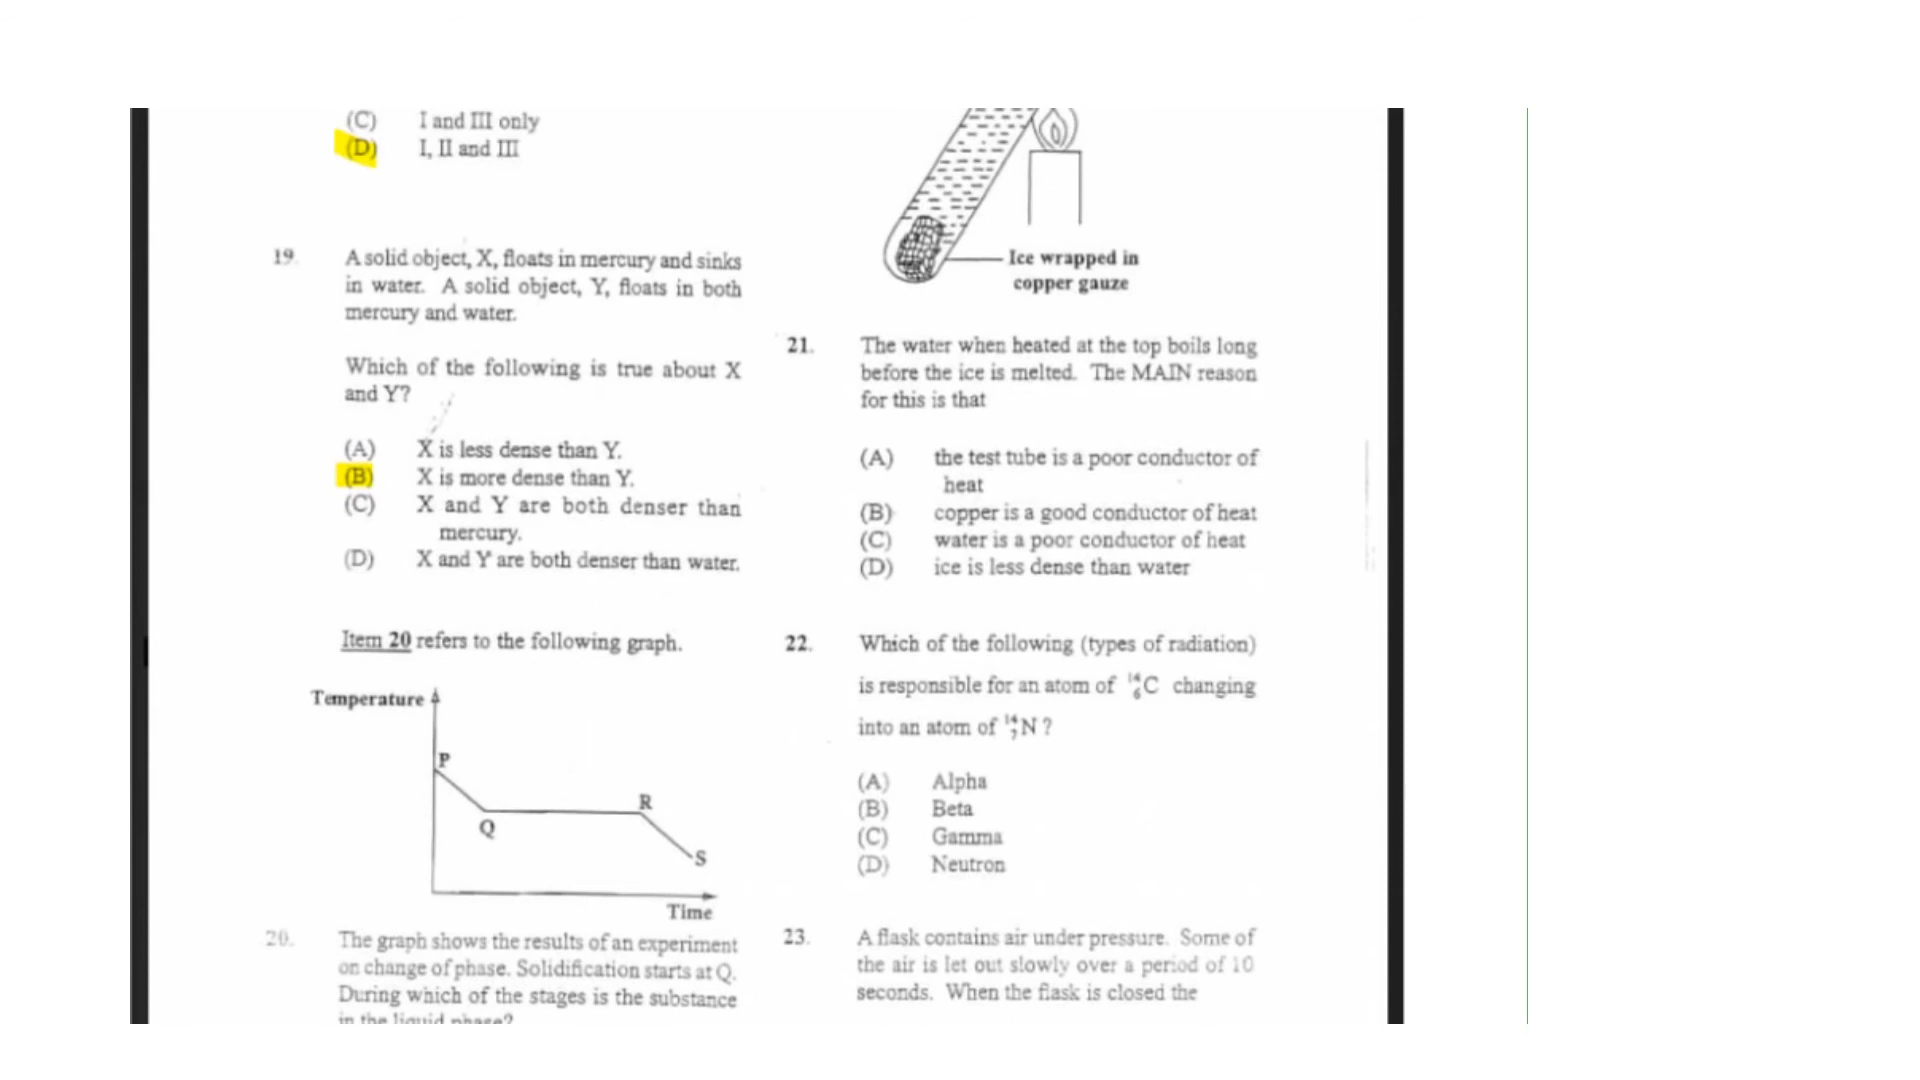 (C) I and III only
(D) I, II and III
19. A solid object, X, floats in mercury and sinks
in water. A solid object, Y, floats in both
mercury and water.
Which of the following is true about X
and Y?
(A) X is less dense than Y.
(B) X is more dense than Y.
(C) X and Y are both denser than
mercury.
(D) X and Y are both denser than water.
Item 20 refers to the following graph.
Temperature
P
Q
R
S
Time
20. The graph shows the results of an experiment
on change of phase. Solidification starts at Q.
During which of the stages is the substance
in the liquid phase?
Ice wrapped in
copper gauze
21. The water when heated at the top boils long
before the ice is melted. The MAIN reason
for this is that
(A) the test tube is a poor conductor of
heat
(B) copper is a good conductor of heat
(C) water is a poor conductor of heat
(D) ice is less dense than water
22. Which of the following (types of radiation)
is responsible for an atom of ¹⁴₆C changing
into an atom of ¹⁴₇N ?
(A) Alpha
(B) Beta
(C) Gamma
(D) Neutron
23. A flask contains air under pressure. Some of
the air is let out slowly over a period of 10
seconds. When the flask is closed the